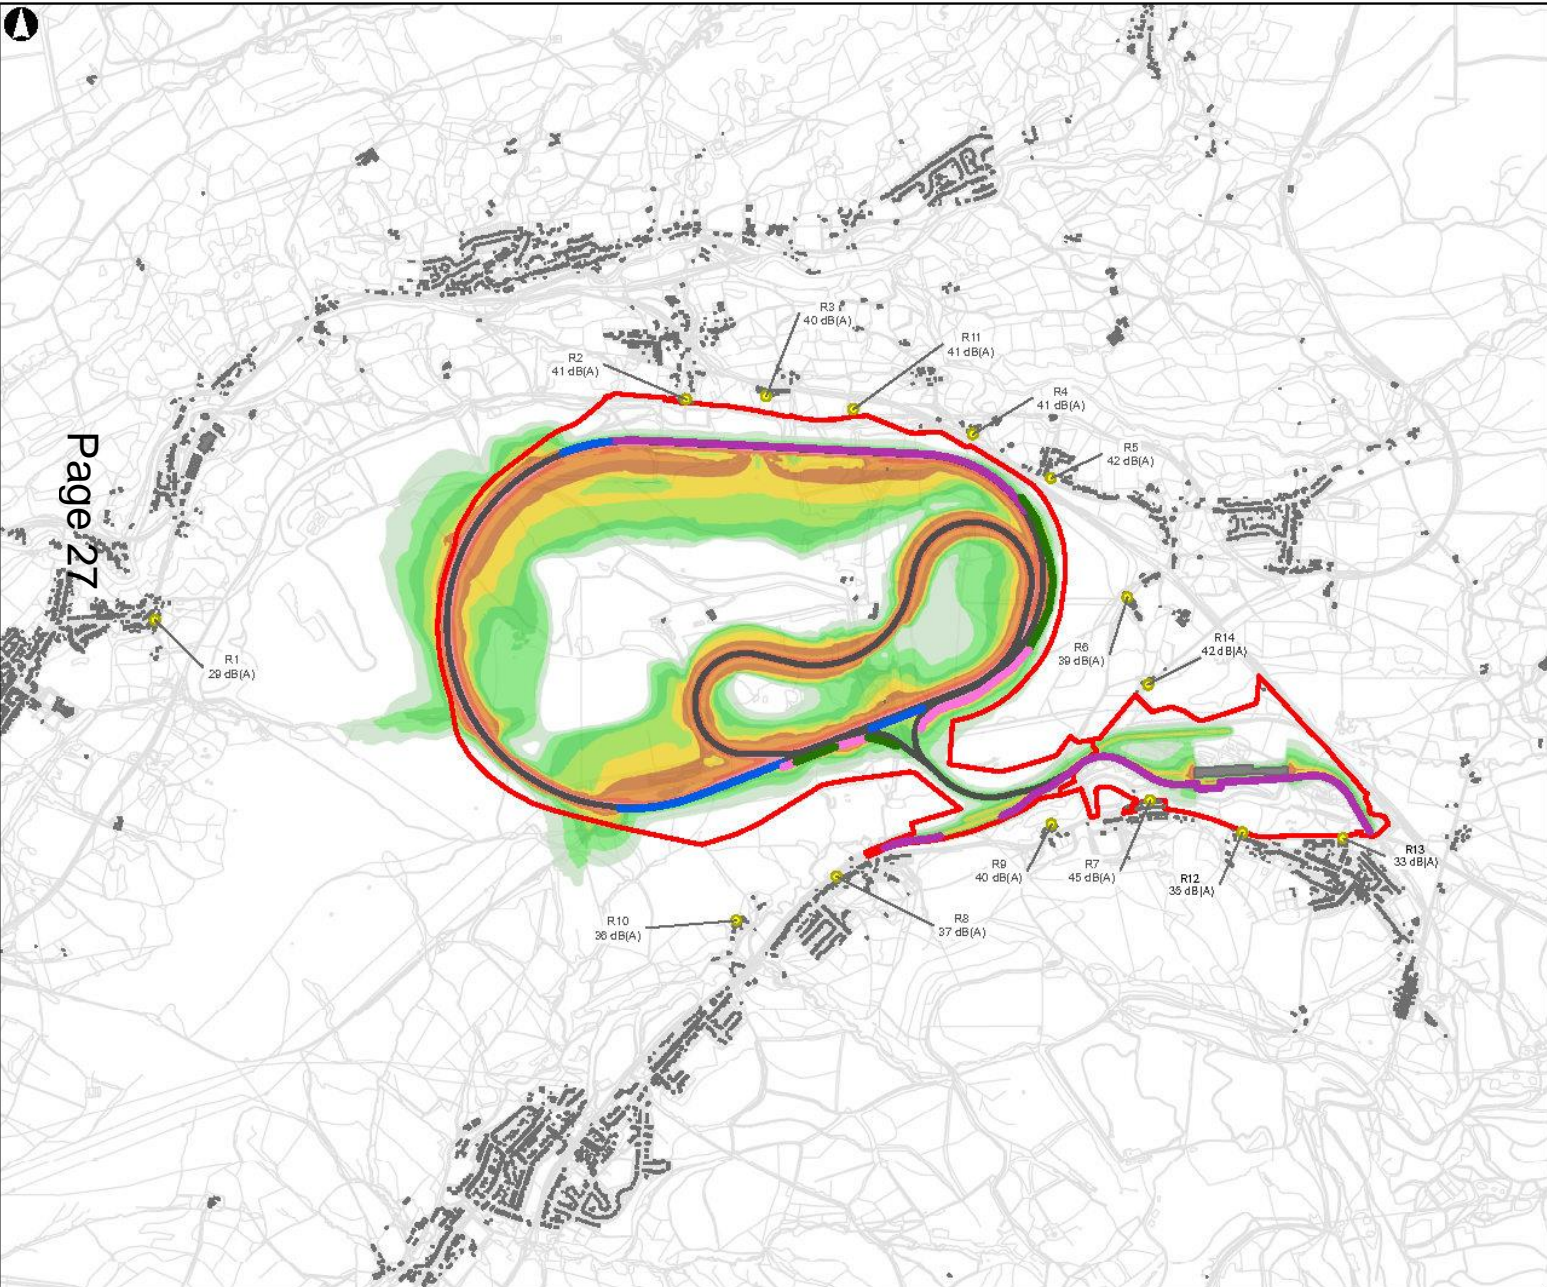 R3
40 dB(A)
R11
41 dB(A)
R2
41 dB(A)
R4
41 dB(A)
R5
42 dB(A)
Page 27
R14
42 dB(A)
R6
39 dB(A)
R1
29 dB(A)
R13
33 dB(A)
R9
40 dB(A)
R7
45 dB(A)
R12
35 dB(A)
R10
36 dB(A)
R8
37 dB(A)